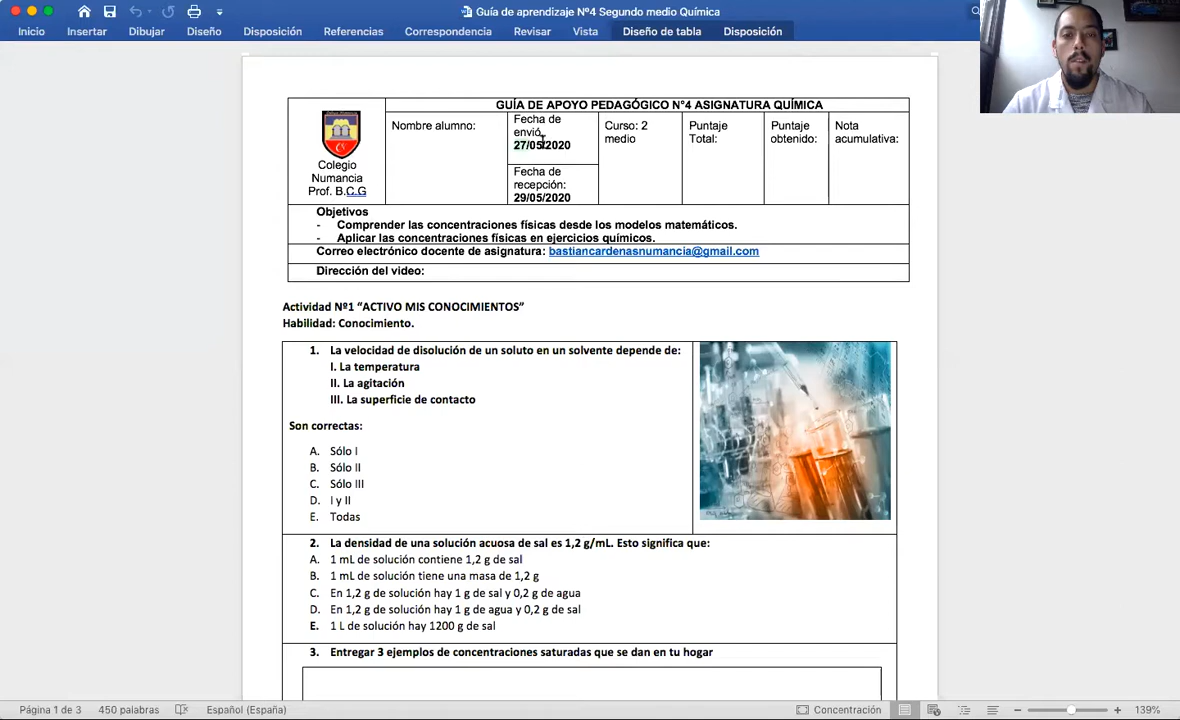 Guía de aprendizaje Nº4 Segundo medio Química
Inicio Insertar Dibujar Diseño Disposición Referencias Correspondencia Revisar Vista Diseño de tabla Disposición
GUÍA DE APOYO PEDAGÓGICO N°4 ASIGNATURA QUÍMICA
Colegio
Numancia
Prof. B.C.G
Nombre alumno:
Fecha de
envió
27/05/2020
Fecha de
recepción:
29/05/2020
Curso: 2
medio
Puntaje
Total:
Puntaje
obtenido:
Nota
acumulativa:
Objetivos
- Comprender las concentraciones físicas desde los modelos matemáticos.
- Aplicar las concentraciones físicas en ejercicios químicos.
Correo electrónico docente de asignatura: bastiancardenasnumancia@gmail.com
Dirección del video:
Actividad Nº1 “ACTIVO MIS CONOCIMIENTOS”
Habilidad: Conocimiento.
1. La velocidad de disolución de un soluto en un solvente depende de:
I. La temperatura
II. La agitación
III. La superficie de contacto
Son correctas:
A. Sólo I
B. Sólo II
C. Sólo III
D. I y II
E. Todas
2. La densidad de una solución acuosa de sal es 1,2 g/mL. Esto significa que:
A. 1 mL de solución contiene 1,2 g de sal
B. 1 mL de solución tiene una masa de 1,2 g
C. En 1,2 g de solución hay 1 g de sal y 0,2 g de agua
D. En 1,2 g de solución hay 1 g de agua y 0,2 g de sal
E. 1 L de solución hay 1200 g de sal
3. Entregar 3 ejemplos de concentraciones saturadas que se dan en tu hogar
Página 1 de 3 450 palabras Español (España) Concentración 139%